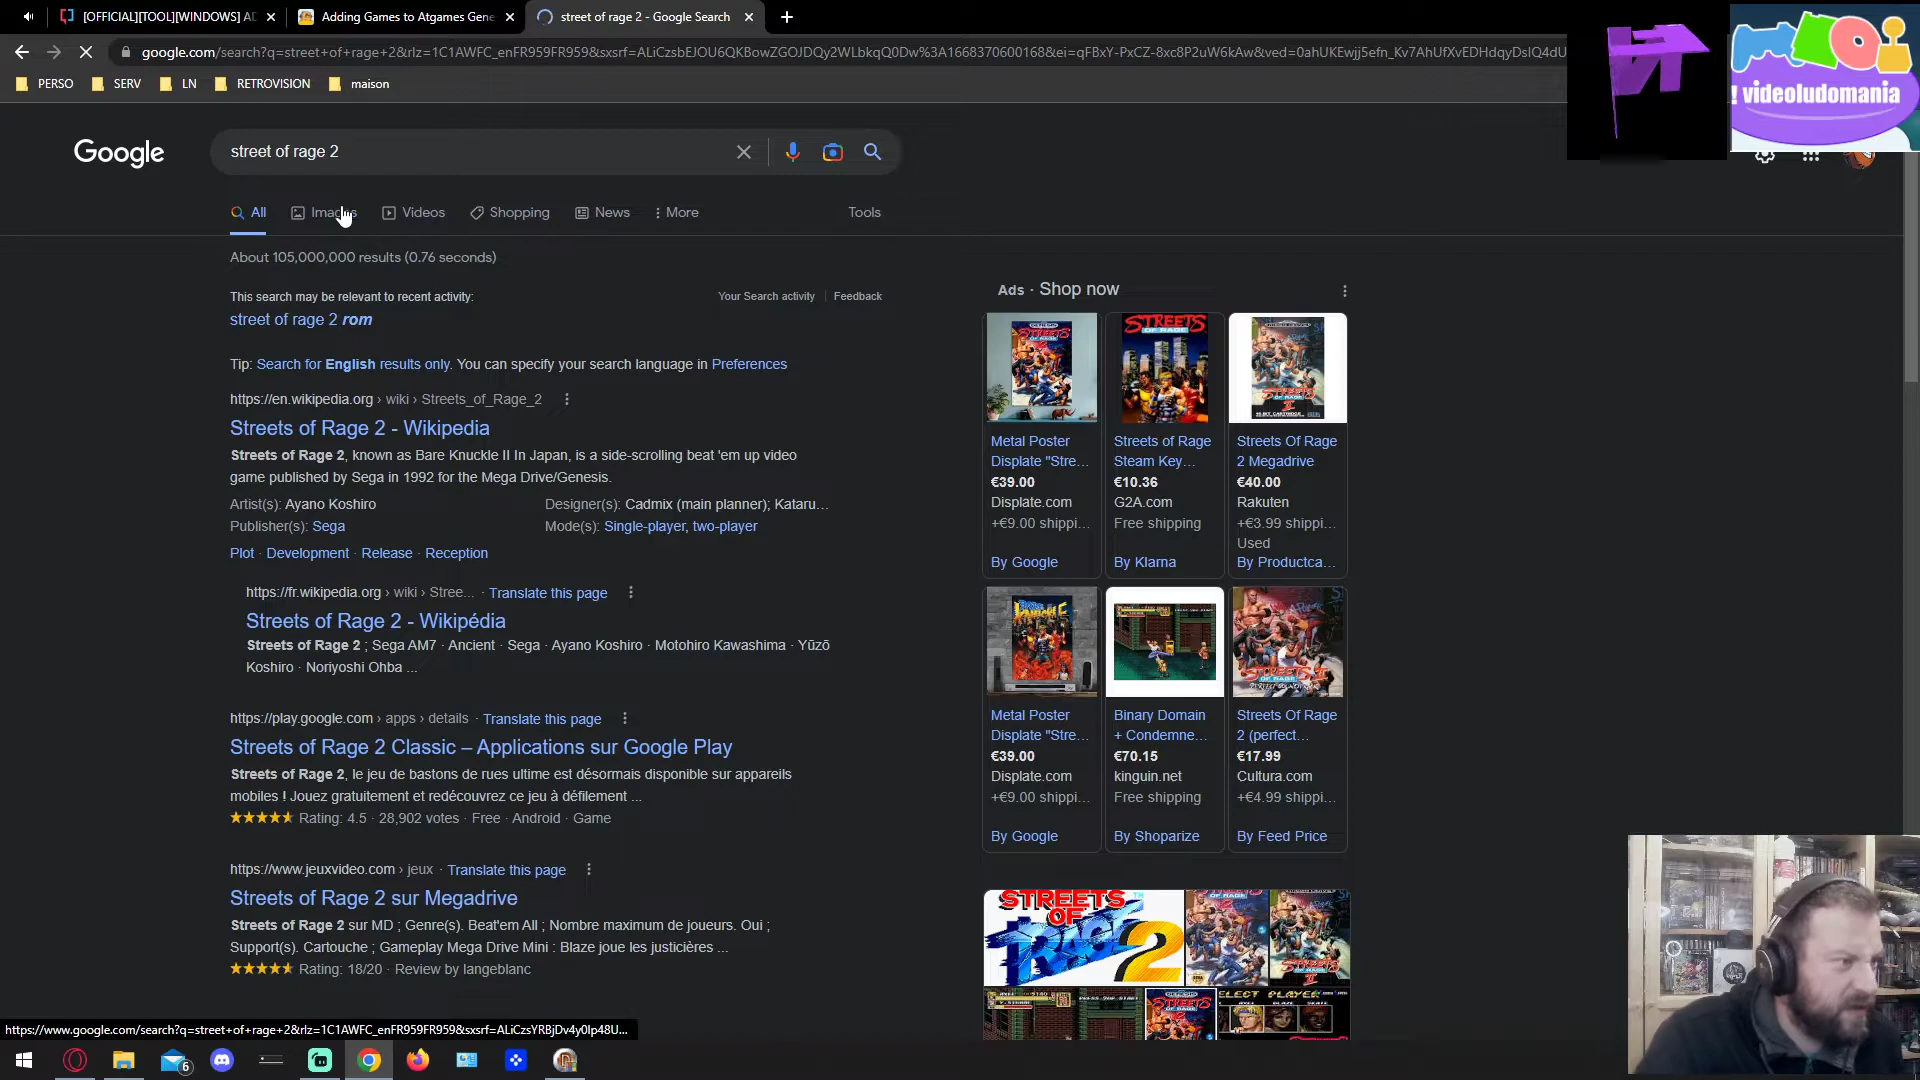 [OFFICIAL][TOOL][WINDOWS] AD
Adding Games to Atgames Gene
street of rage 2 - Google Search
google.com/search?q=street+of+rage+2&rlz=1C1AWFC_enFR959FR959&sxsrf=ALiCzsbEJOU6QKBowZGOJDQy2WLbkqQ0Dw%3A1668370600168&ei=qFBxY-PxCZ-8xc8P2uW6kAw&ved=0ahUKEwjj5efn_Kv7AhUfXvEDHdqyDsIQ4dU
PERSO
SERV
LN
RETROVISION
maison
! videoludomania
Google
street of rage 2
All
Images
Videos
Shopping
News
More
Tools
About 105,000,000 results (0.76 seconds)
This search may be relevant to recent activity:
Your Search activity
Feedback
street of rage 2 rom
Tip: Search for English results only. You can specify your search language in Preferences
https://en.wikipedia.org › wiki › Streets_of_Rage_2
Streets of Rage 2 - Wikipedia
Streets of Rage 2, known as Bare Knuckle II In Japan, is a side-scrolling beat 'em up video
game published by Sega in 1992 for the Mega Drive/Genesis.
Artist(s): Ayano Koshiro
Designer(s): Cadmix (main planner); Kataru...
Publisher(s): Sega
Mode(s): Single-player, two-player
Plot · Development · Release · Reception
https://fr.wikipedia.org › wiki › Stree... · Translate this page
Streets of Rage 2 - Wikipédia
Streets of Rage 2 ; Sega AM7 · Ancient · Sega · Ayano Koshiro · Motohiro Kawashima · Yūzō
Koshiro · Noriyoshi Ohba ...
https://play.google.com › apps › details · Translate this page
Streets of Rage 2 Classic – Applications sur Google Play
Streets of Rage 2, le jeu de bastons de rues ultime est désormais disponible sur appareils
mobiles ! Jouez gratuitement et redécouvrez ce jeu à défilement ...
Rating: 4.5 · 28,902 votes · Free · Android · Game
https://www.jeuxvideo.com › jeux · Translate this page
Streets of Rage 2 sur Megadrive
Streets of Rage 2 sur MD ; Genre(s). Beat'em All ; Nombre maximum de joueurs. Oui ;
Support(s). Cartouche ; Gameplay Mega Drive Mini : Blaze joue les justicières ...
Rating: 18/20 · Review by langeblanc
Ads · Shop now
Metal Poster
Displate "Stre...
€39.00
Displate.com
+€9.00 shippi...
By Google
STREETS
Streets of Rage
Steam Key...
€10.36
G2A.com
Free shipping
By Klarna
Streets Of Rage
2 Megadrive
€40.00
Rakuten
+€3.99 shippi...
Used
By Productca...
Metal Poster
Displate "Stre...
€39.00
Displate.com
+€9.00 shippi...
By Google
Binary Domain
+ Condemne...
€70.15
kinguin.net
Free shipping
By Shoparize
Streets Of Rage
2 (perfect...
€17.99
Cultura.com
+€4.99 shippi...
By Feed Price
STREETS
OF
RAGE
2
SELECT PLAYER
https://www.google.com/search?q=street+of+rage+2&rlz=1C1AWFC_enFR959FR959&sxsrf=ALiCzsYRBjDv4y0lp48U...
6